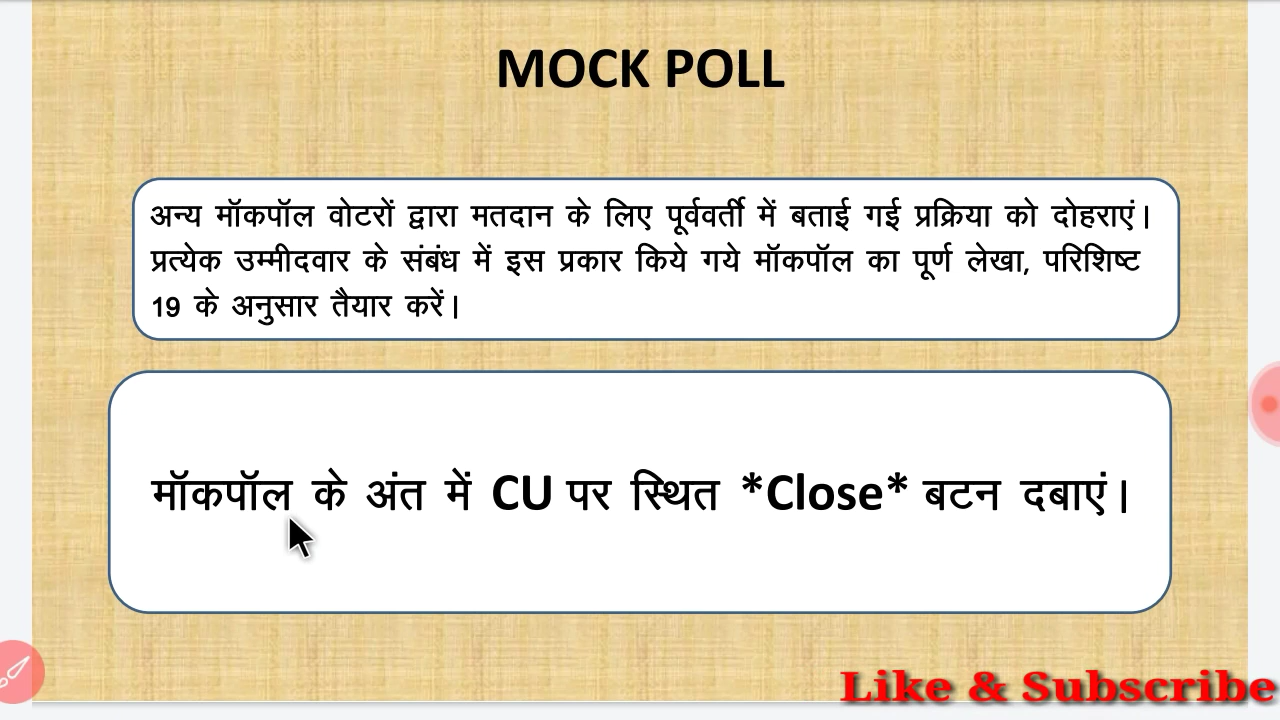 MOCK POLL
अन्य मॉकपॉल वोटरों द्वारा मतदान के लिए पूर्ववर्ती में बताई गई प्रक्रिया को दोहराएं।
प्रत्येक उम्मीदवार के संबंध में इस प्रकार किये गये मॉकपॉल का पूर्ण लेखा, परिशिष्ट
19 के अनुसार तैयार करें।
मॉकपॉल के अंत में CU पर स्थित *Close* बटन दबाएं।
Like & Subscribe